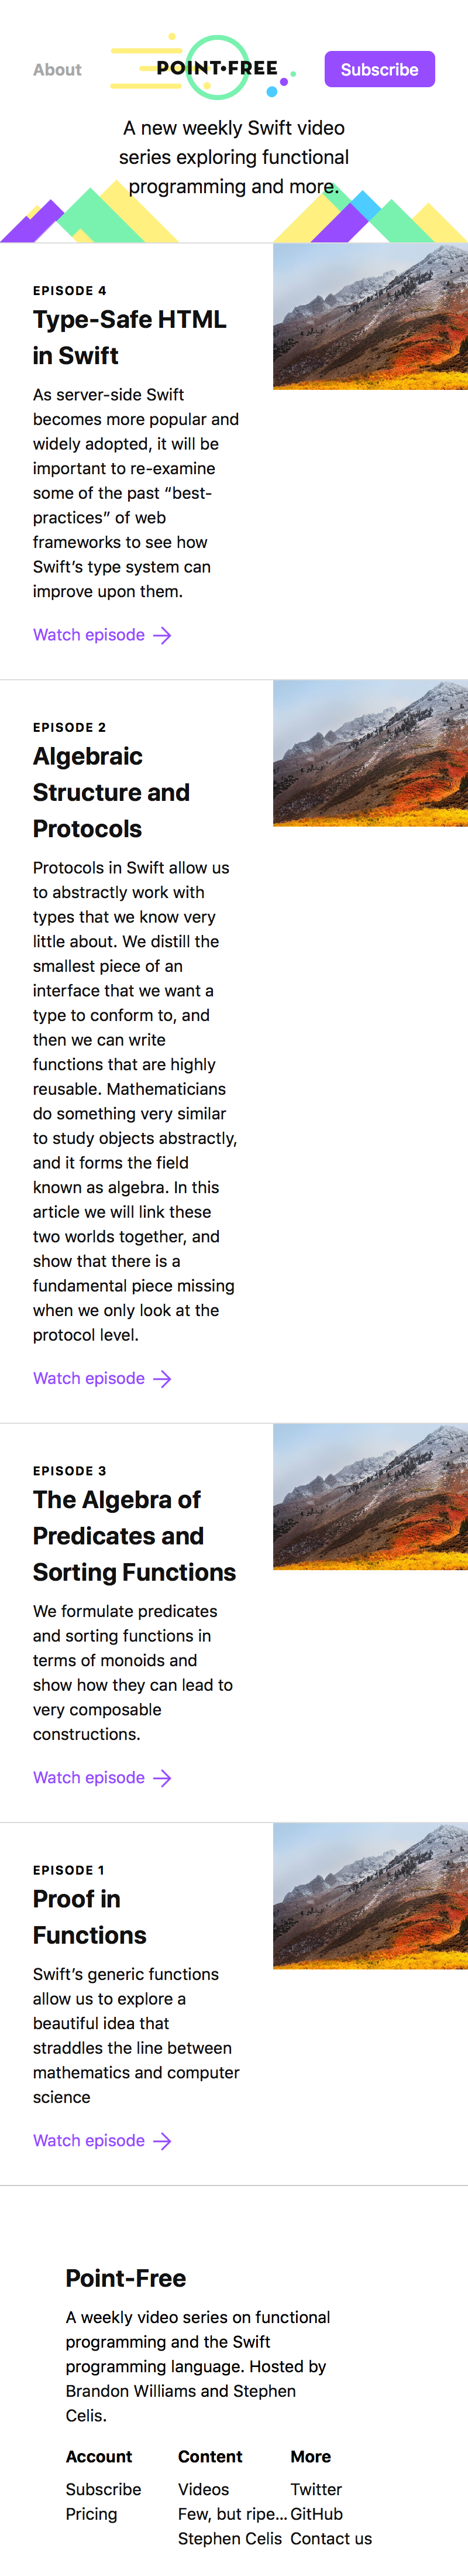 About
POINT•FREE
Subscribe
A new weekly Swift video
series exploring functional
programming and more.
EPISODE 4
Type-Safe HTML
in Swift
As server-side Swift
becomes more popular and
widely adopted, it will be
important to re-examine
some of the past “best-
practices” of web
frameworks to see how
Swift’s type system can
improve upon them.
Watch episode
EPISODE 2
Algebraic
Structure and
Protocols
Protocols in Swift allow us
to abstractly work with
types that we know very
little about. We distill the
smallest piece of an
interface that we want a
type to conform to, and
then we can write
functions that are highly
reusable. Mathematicians
do something very similar
to study objects abstractly,
and it forms the field
known as algebra. In this
article we will link these
two worlds together, and
show that there is a
fundamental piece missing
when we only look at the
protocol level.
Watch episode
EPISODE 3
The Algebra of
Predicates and
Sorting Functions
We formulate predicates
and sorting functions in
terms of monoids and
show how they can lead to
very composable
constructions.
Watch episode
EPISODE 1
Proof in
Functions
Swift’s generic functions
allow us to explore a
beautiful idea that
straddles the line between
mathematics and computer
science
Watch episode
Point-Free
A weekly video series on functional
programming and the Swift
programming language. Hosted by
Brandon Williams and Stephen
Celis.
Account
Subscribe
Pricing
Content
Videos
Few, but ripe...
Stephen Celis
More
Twitter
GitHub
Contact us